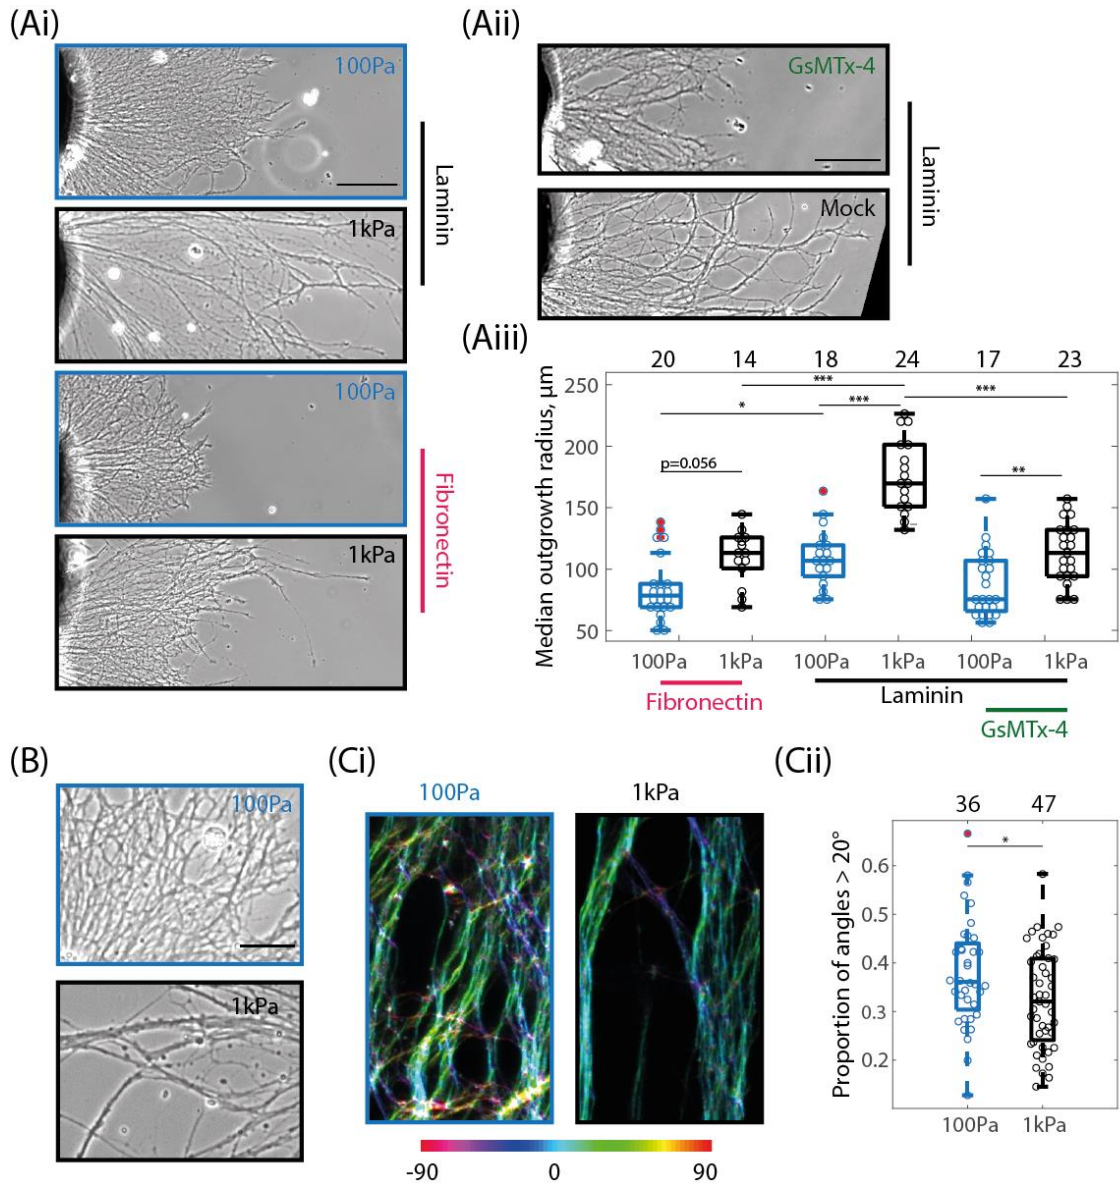 (Ai)
100Pa
1kPa
Laminin
100Pa
1kPa
Fibronectin
(Aii)
GsMTx-4
Mock
Laminin
(Aiii)
20 14 18 24 17 23
Median outgrowth radius, µm
250
200
150
100
50
***
***
*
***
p=0.056
**
100Pa 1kPa 100Pa 1kPa 100Pa 1kPa
Fibronectin
Laminin
GsMTx-4
(B)
100Pa
1kPa
(Ci)
100Pa 1kPa
-90 0 90
(Cii)
36 47
Proportion of angles > 20°
0.6
0.5
0.4
0.3
0.2
*
100Pa 1kPa